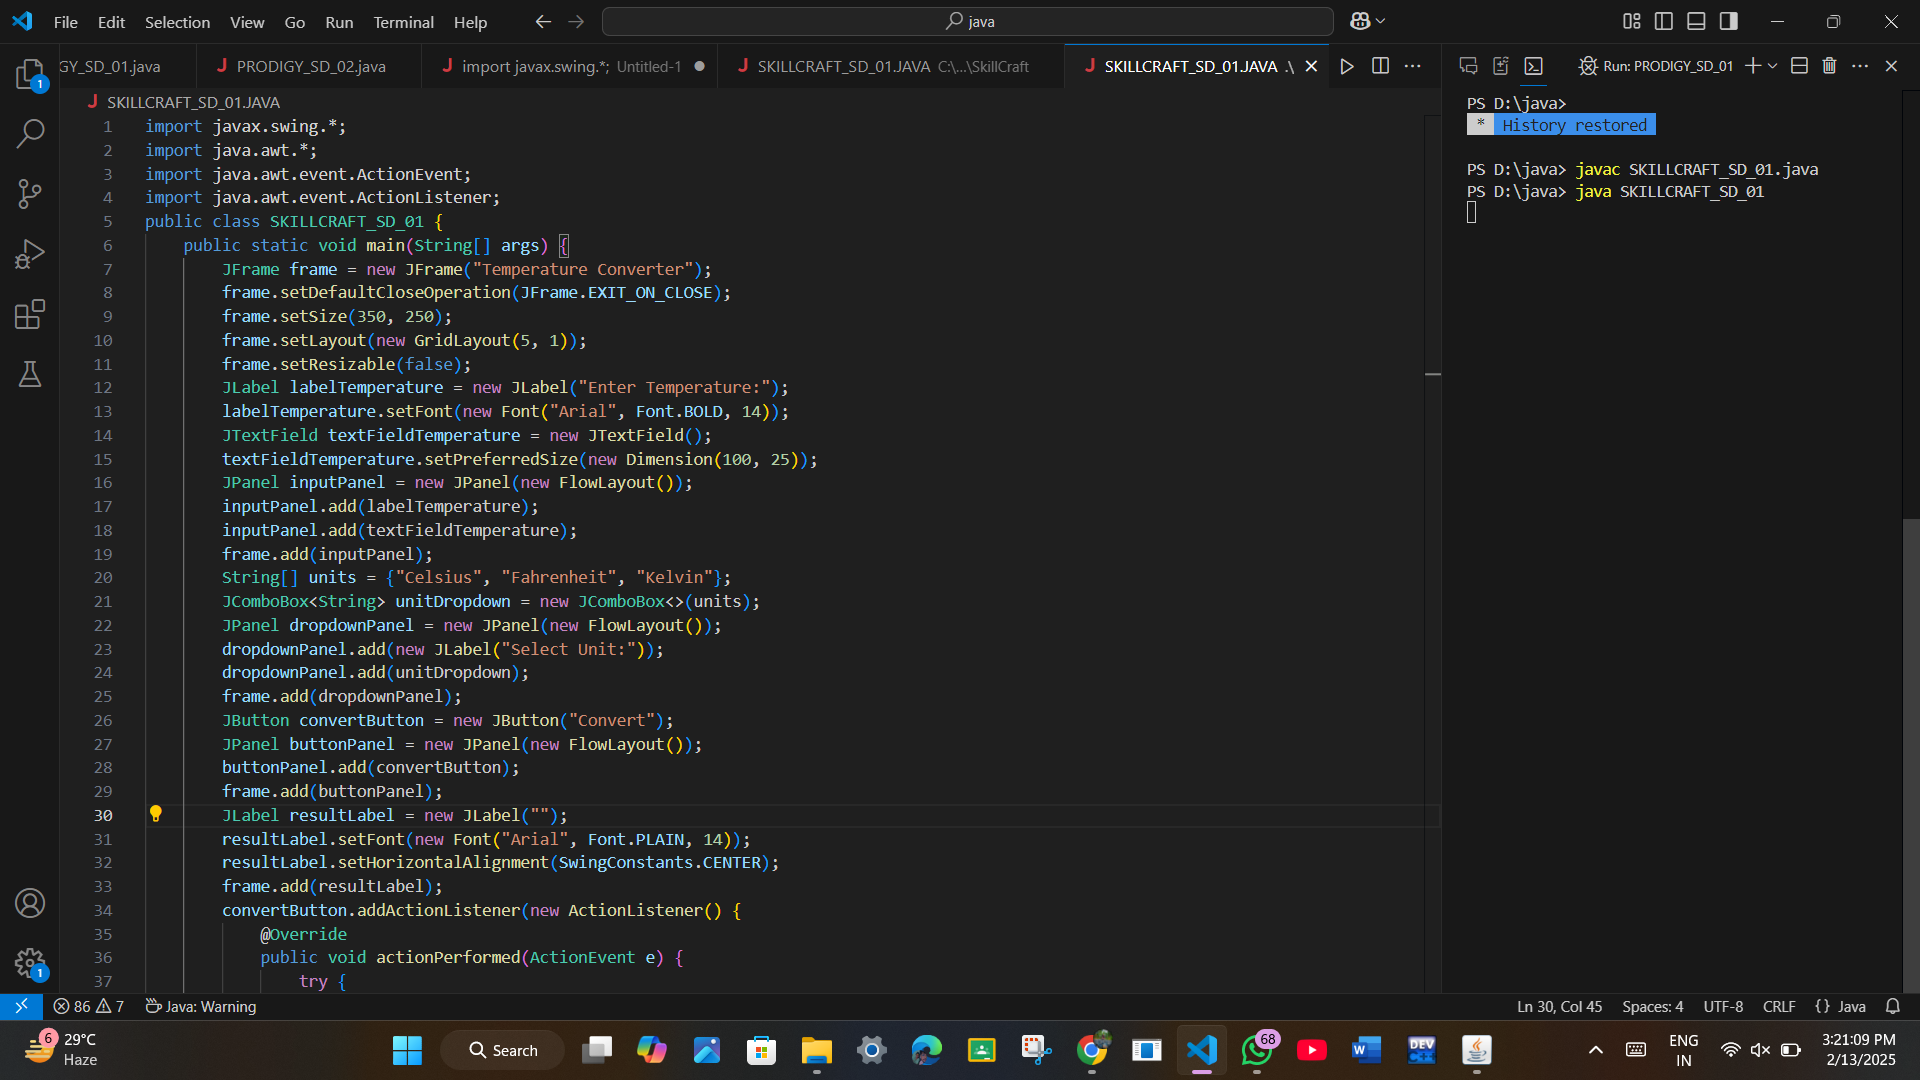 File Edit Selection View Go Run Terminal Help
java
GY_SD_01.java
PRODIGY_SD_02.java
import javax.swing.*; Untitled-1
SKILLCRAFT_SD_01.JAVA C:\...\SkillCraft
SKILLCRAFT_SD_01.JAVA .\
Run: PRODIGY_SD_01
SKILLCRAFT_SD_01.JAVA
1 import javax.swing.*;
2 import java.awt.*;
3 import java.awt.event.ActionEvent;
4 import java.awt.event.ActionListener;
5 public class SKILLCRAFT_SD_01 {
6 public static void main(String[] args) {
7 JFrame frame = new JFrame("Temperature Converter");
8 frame.setDefaultCloseOperation(JFrame.EXIT_ON_CLOSE);
9 frame.setSize(350, 250);
10 frame.setLayout(new GridLayout(5, 1));
11 frame.setResizable(false);
12 JLabel labelTemperature = new JLabel("Enter Temperature:");
13 labelTemperature.setFont(new Font("Arial", Font.BOLD, 14));
14 JTextField textFieldTemperature = new JTextField();
15 textFieldTemperature.setPreferredSize(new Dimension(100, 25));
16 JPanel inputPanel = new JPanel(new FlowLayout());
17 inputPanel.add(labelTemperature);
18 inputPanel.add(textFieldTemperature);
19 frame.add(inputPanel);
20 String[] units = {"Celsius", "Fahrenheit", "Kelvin"};
21 JComboBox<String> unitDropdown = new JComboBox<>(units);
22 JPanel dropdownPanel = new JPanel(new FlowLayout());
23 dropdownPanel.add(new JLabel("Select Unit:"));
24 dropdownPanel.add(unitDropdown);
25 frame.add(dropdownPanel);
26 JButton convertButton = new JButton("Convert");
27 JPanel buttonPanel = new JPanel(new FlowLayout());
28 buttonPanel.add(convertButton);
29 frame.add(buttonPanel);
30 JLabel resultLabel = new JLabel("");
31 resultLabel.setFont(new Font("Arial", Font.PLAIN, 14));
32 resultLabel.setHorizontalAlignment(SwingConstants.CENTER);
33 frame.add(resultLabel);
34 convertButton.addActionListener(new ActionListener() {
35 @Override
36 public void actionPerformed(ActionEvent e) {
37 try {
PS D:\java>
* History restored
PS D:\java> javac SKILLCRAFT_SD_01.java
PS D:\java> java SKILLCRAFT_SD_01
1
1
86 7 Java: Warning
Ln 30, Col 45 Spaces: 4 UTF-8 CRLF {} Java
6
29°C
Haze
Search
68
W
DEV
C++
ENG
IN
3:21:09 PM
2/13/2025